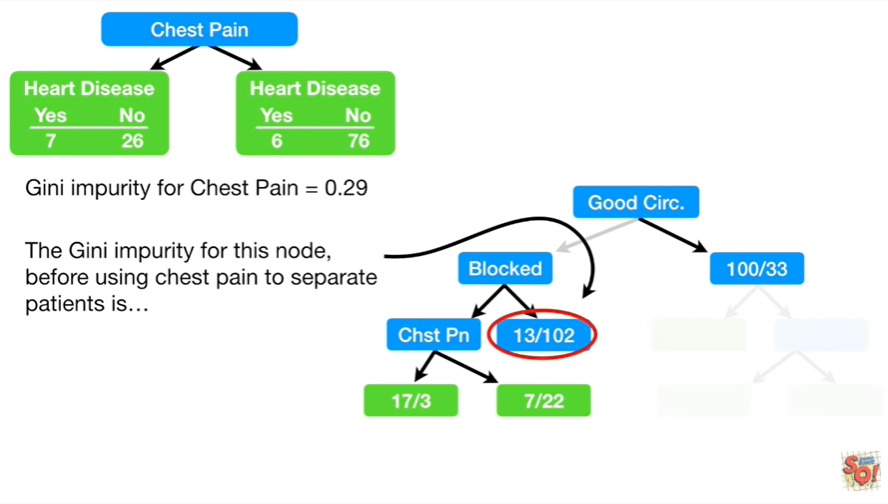 Chest Pain
Heart Disease
Yes No
7 26
Heart Disease
Yes No
6 76
Gini impurity for Chest Pain = 0.29
The Gini impurity for this node,
before using chest pain to separate
patients is…
Good Circ.
Blocked
100/33
Chst Pn
13/102
17/3
7/22